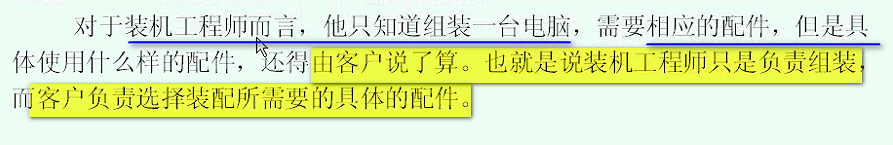 对于装机工程师而言，他只知道组装一台电脑，需要相应的配件，但是具
体使用什么样的配件，还得由客户说了算。也就是说装机工程师只是负责组装，
而客户负责选择装配所需要的具体的配件。